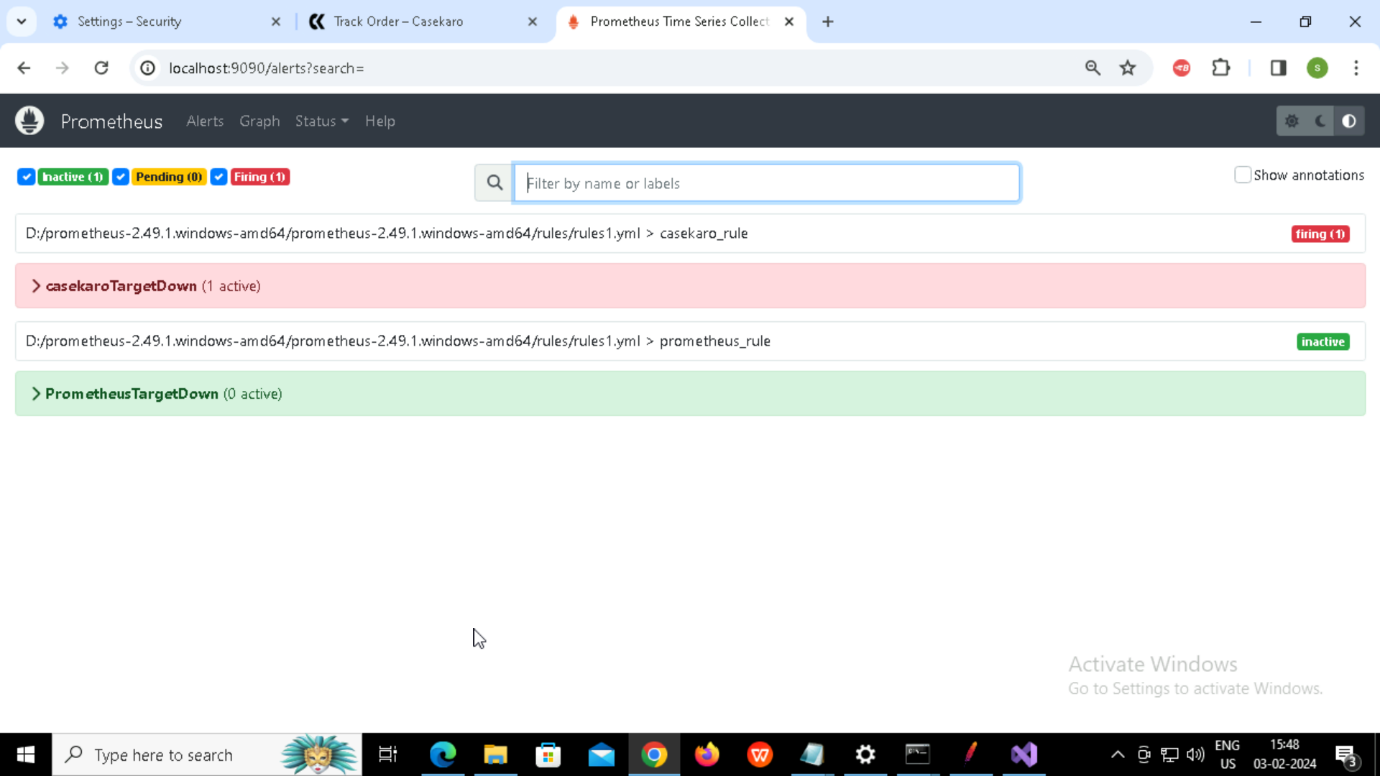 Settings – Security
Track Order – Casekaro
Prometheus Time Series Collect
localhost:9090/alerts?search=
S
Prometheus Alerts Graph Status Help
Inactive (1) Pending (0) Firing (1)
Filter by name or labels
Show annotations
D:/prometheus-2.49.1.windows-amd64/prometheus-2.49.1.windows-amd64/rules/rules1.yml > casekaro_rule
firing (1)
casekaroTargetDown (1 active)
D:/prometheus-2.49.1.windows-amd64/prometheus-2.49.1.windows-amd64/rules/rules1.yml > prometheus_rule
inactive
PrometheusTargetDown (0 active)
Activate Windows
Go to Settings to activate Windows.
Type here to search
ENG
US
15:48
03-02-2024
3